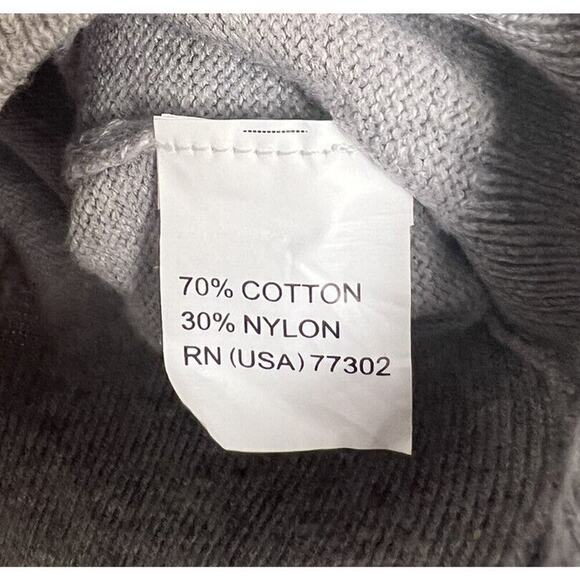 70% COTTON
30% NYLON
RN (USA) 77302